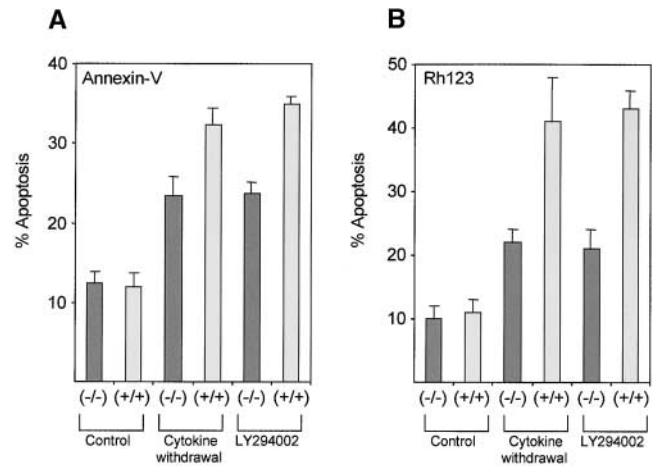 A
Annexin-V
% Apoptosis
40
30
20
10
(-/-) (+/+) (-/-) (+/+) (-/-) (+/+)
Control Cytokine withdrawal LY294002
B
Rh123
% Apoptosis
50
40
30
20
10
(-/-) (+/+) (-/-) (+/+) (-/-) (+/+)
Control Cytokine withdrawal LY294002